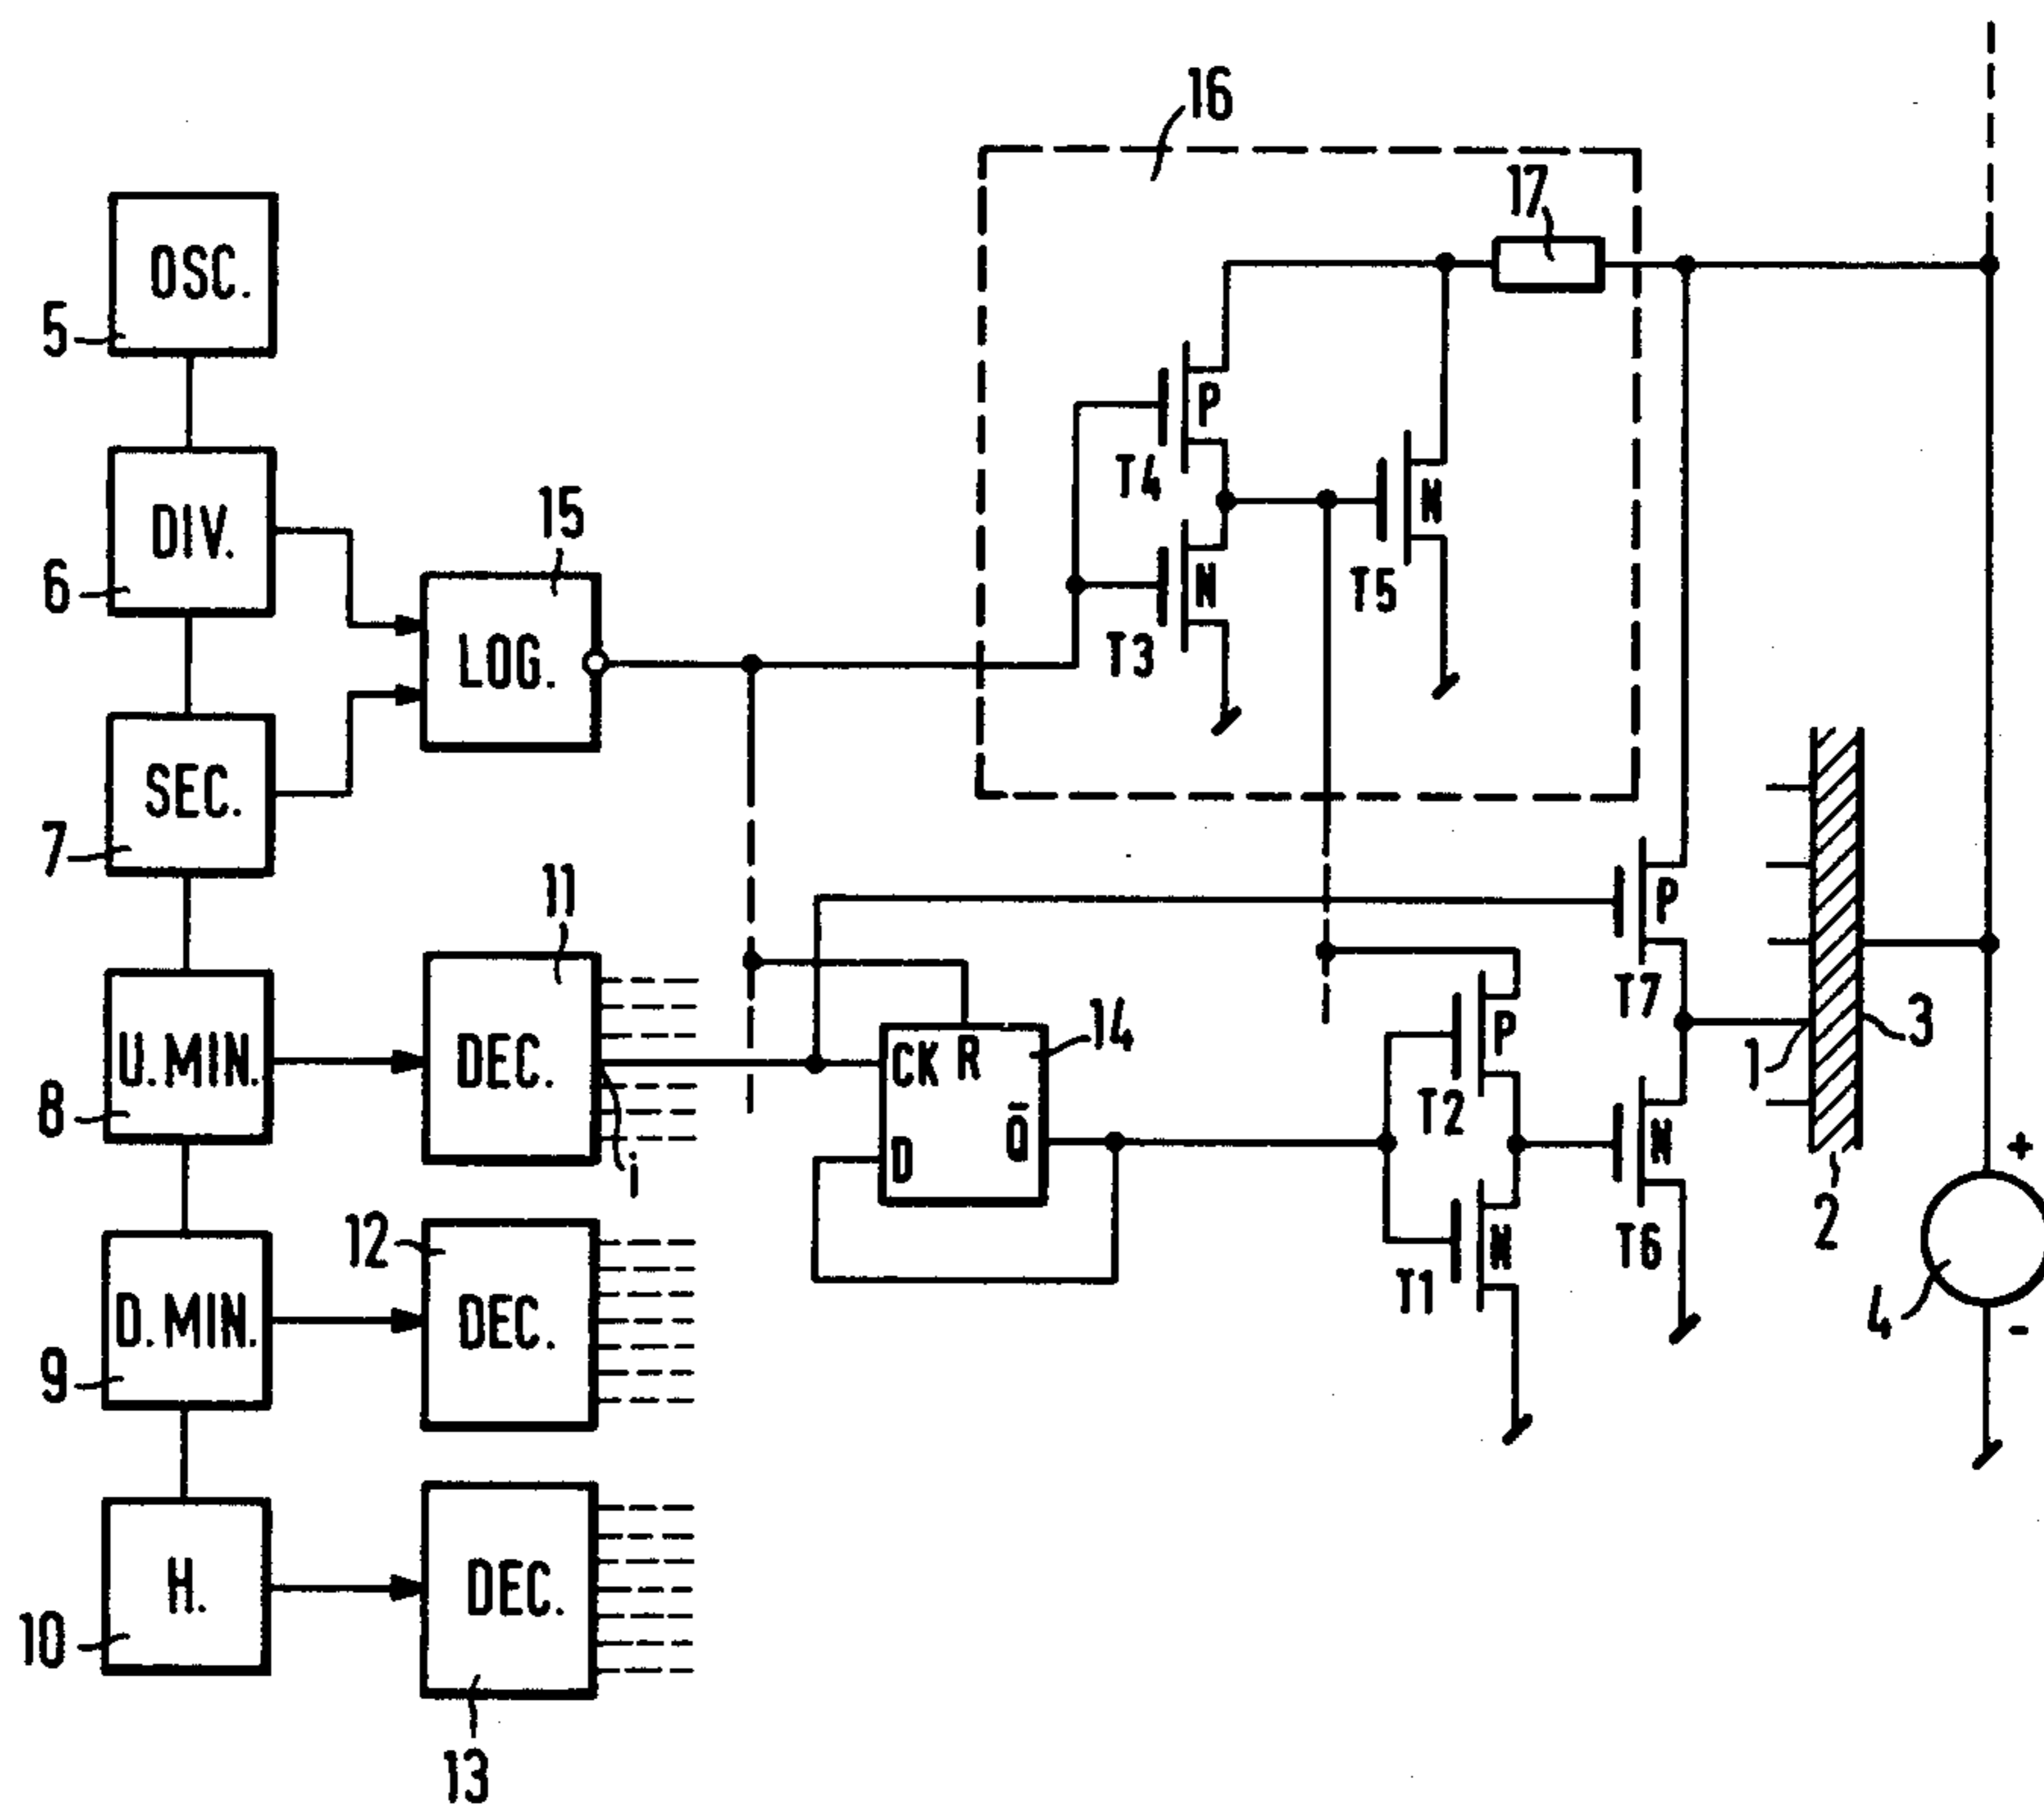 16
17
OSC.
5
P
T4
15
DIV.
N
T5
6
N
LOG.
T3
SEC.
7
11
P
T7
14
3
U.MIN.
DEC.
CK R
P
1
8
T2
Q̄
N
D
i
+
12
2
T6
D.MIN.
DEC.
N
T1
4
-
9
H.
DEC.
10
13